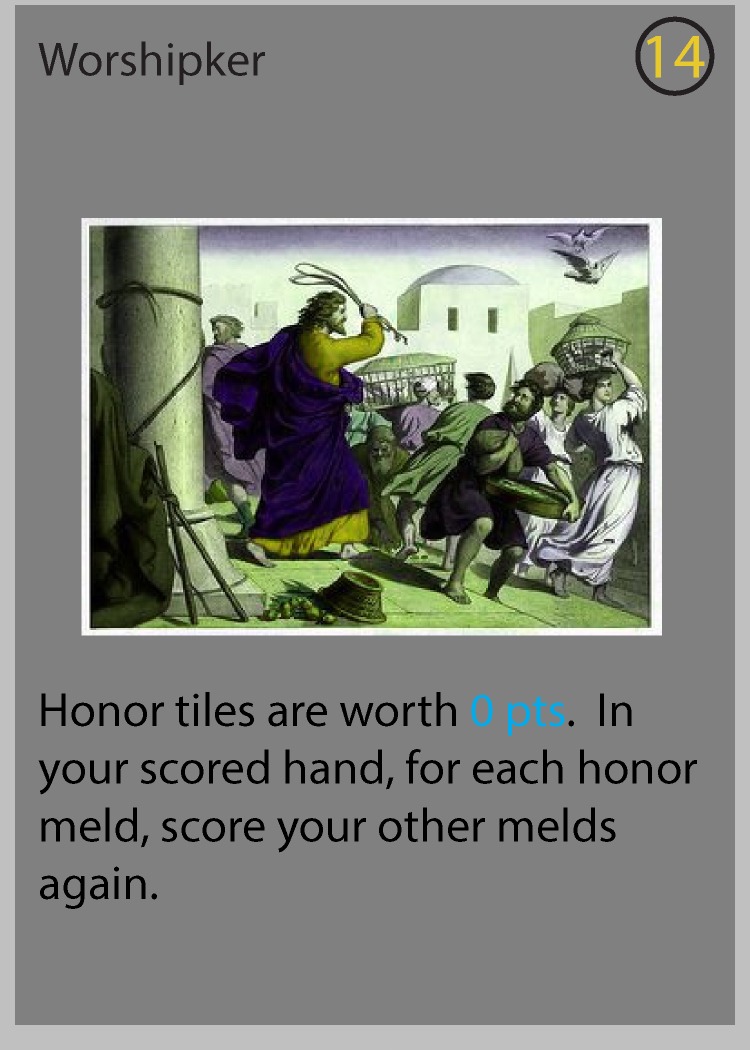 Worshipker
14
Honor tiles are worth 0 pts.  In
your scored hand, for each honor
meld, score your other melds
again.